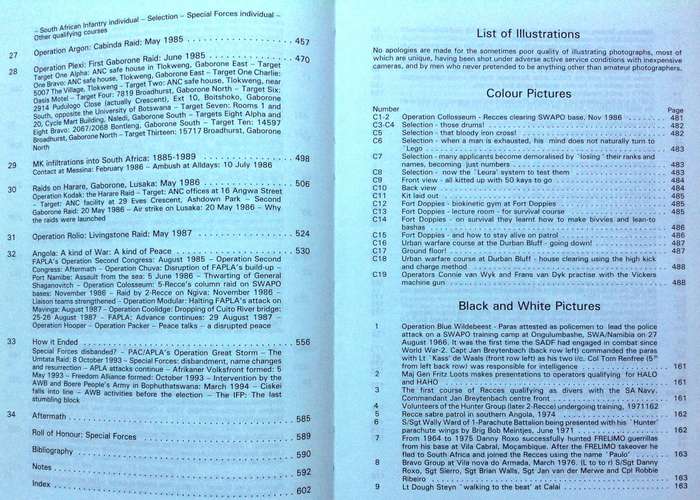 – South African Infantry individual – Selection – Special Forces individual –
Other qualifying courses
27 Operation Argon: Cabinda Raid: May 1985 . . . 457
28 Operation Plexi: First Gaborone Raid: June 1985 . . . 470
Target One Alpha: ANC safe house in Tlokweng, Gaborone East – Target
One Bravo: ANC safe house, Tlokweng, Gaborone East – Target One Charlie:
5007 The Village, Tlokweng – Target Two: ANC safe house, Tlokweng, near
Oasis Motel – Target Four: 7819 Broadhurst, Gaborone North – Target Six:
2914 Pudulogo Close (actually Crescent), Ext 10, Boitshoko, Gaborone
South, opposite the University of Botswana – Target Seven: Rooms 1 and
20, Cycle Mart Building, Naledi, Gaborone South – Targets Eight Alpha and
Eight Bravo: 2067/2068 Bontleng, Gaborone South – Target Ten: 14597
Broadhurst, Gaborone North – Target Thirteen: 15717 Broadhurst, Gaborone
North
29 MK infiltrations into South Africa: 1885-1989 . . . 498
Contact at Messina: February 1986 – Ambush at Alldays: 10 July 1986
30 Raids on Harare, Gaborone, Lusaka: May 1986 . . . 506
Operation Kodak: the Harare Raid – Target: ANC offices at 16 Angwa Street
– Target: ANC facility at 29 Eves Crescent, Ashdown Park – Second
Gaborone Raid: 20 May 1986 – Air strike on Lusaka: 20 May 1986 – Why
the raids were launched
31 Operation Rolio: Livingstone Raid: May 1987 . . . 524
32 Angola: A kind of War: A kind of Peace . . . 530
FAPLA's Operation Second Congress: August 1985 – Operation Second
Congress: Aftermath – Operation Chuva: Disruption of FAPLA's build-up –
Port Namibe: Assault from the sea: 5 June 1986 – Thwarting of General
Shaganovitch – Operation Colosseum: 5-Recce's column raid on SWAPO
bases: November 1986 – Raid by 2-Recce on Ngiva: November 1986 –
Liaison teams strengthened – Operation Modular: Halting FAPLA's attack on
Mavinga: August 1987 – Operation Coolidge: Dropping of Cuito River bridge:
25-26 August 1987 – FAPLA: Advance continues: 29 August 1987 –
Operation Hooper – Operation Packer – Peace talks – a disrupted peace
33 How it Ended . . . 556
Special Forces disbanded? – PAC/APLA's Operation Great Storm – The
Umtata Raid: 8 October 1993 – Special Forces: disbandment, name changes
and resurrection – APLA attacks continue – Afrikaner Volksfront formed: 5
May 1993 – Freedom Alliance formed: October 1993 – Intervention by the
AWB and Boere People's Army in Bophuthatswana: March 1994 – Ciskei
falls into line – AWB activities before the election – The IFP: The last
stumbling block
34 Aftermath . . . 585
Roll of Honour: Special Forces . . . 589
Bibliography . . . 590
Notes . . . 592
Index . . . 602
List of Illustrations
No apologies are made for the sometimes poor quality of illustrating photographs, most of
which are unique, having been shot under adverse active service conditions with inexpensive
cameras, and by men who never pretended to be anything other than amateur photographers.
Colour Pictures
Number Page
C1-2 Operation Collosseum - Recces clearing SWAPO base, Nov 1986 . . . 481
C3-C4 Selection - those drums! . . . 482
C5 Selection - that bloody iron cross! . . . 482
C6 Selection - when a man is exhausted, his mind does not naturally turn to
`Lego . . . 483
C7 Selection - many applicants become demoralised by `losing' their ranks and
names, becoming `just numbers . . . 483
C8 Selection - now the `Leura' system to test them . . . 483
C9 Front view - all kitted up with 50 kays to go . . . 484
C10 Back view . . . 484
C11 Kit laid out . . . 485
C12 Fort Doppies - biokinetic gym at Fort Doppies . . . 485
C13 Fort Doppies - lecture room - for survival course . . . 485
C14 Fort Doppies - on survival they learnt how to make bivvies and lean-to
bashas . . . 486
C15 Fort Doppies - and how to stay alive on patrol . . . 486
C16 Urban warfare course at the Durban Bluff - going down! . . . 487
C17 Ground floor! . . . 487
C18 Urban warfare course at Durban Bluff - house clearing using the high kick
and charge method . . . 488
C19 Operators Connie van Wyk and Frans van Dyk practise with the Vickers
machine gun . . . 488
Black and White Pictures
1 Operation Blue Wildebeest - Paras attested as policemen to lead the police
attack on a SWAPO training camp at Ongulumbashe, SWA/Namibia on 27
August 1966. It was the first time the SADF had engaged in combat since
World War-2. Capt Jan Breytenbach (back row left) commanded the paras
with Lt `Kass' de Waals (front row left) as his two i/c. Col Tom Renfree (5<sup>th</sup>
from left back row) was responsible for intelligence . . . 161
2 Maj Gen Fritz Loots makes presentations to operators qualifying for HALO
and HAHO . . . 161
3 The first course of Recces qualifying as divers with the SA Navy.
Commandant Jan Breytenbach centre front . . . 161
4 Volunteers of the Hunter Group (later 2-Recce) undergoing training, 1971 162
5 Recce sabre patrol in southern Angola, 1974 . . . 162
6 S/Sgt Wally Ward of 1-Parachute Battalion being presented with his `Hunter'
parachute wings by Brig Bob Meintjes, June 1971 . . . 162
7 From 1964 to 1975 Danny Roxo successfully hunted FRELIMO guerrillas
from his base at Vila Cabral, Moçambique. After the FRELIMO takeover he
fled to South Africa and joined the Recces using the name `Paulo' . . . 163
8 Bravo Group at Vila nova do Armada, March 1976. (L to to r) S/Sgt Danny
Roxo, Sgt Sierro, Sgt Brian Walls, Sgt Jan van der Merwe and Cpl Robbie
Ribeiro . . . 163
9 Lt Dough Steyn `walking to the beat' at Calai . . . 163